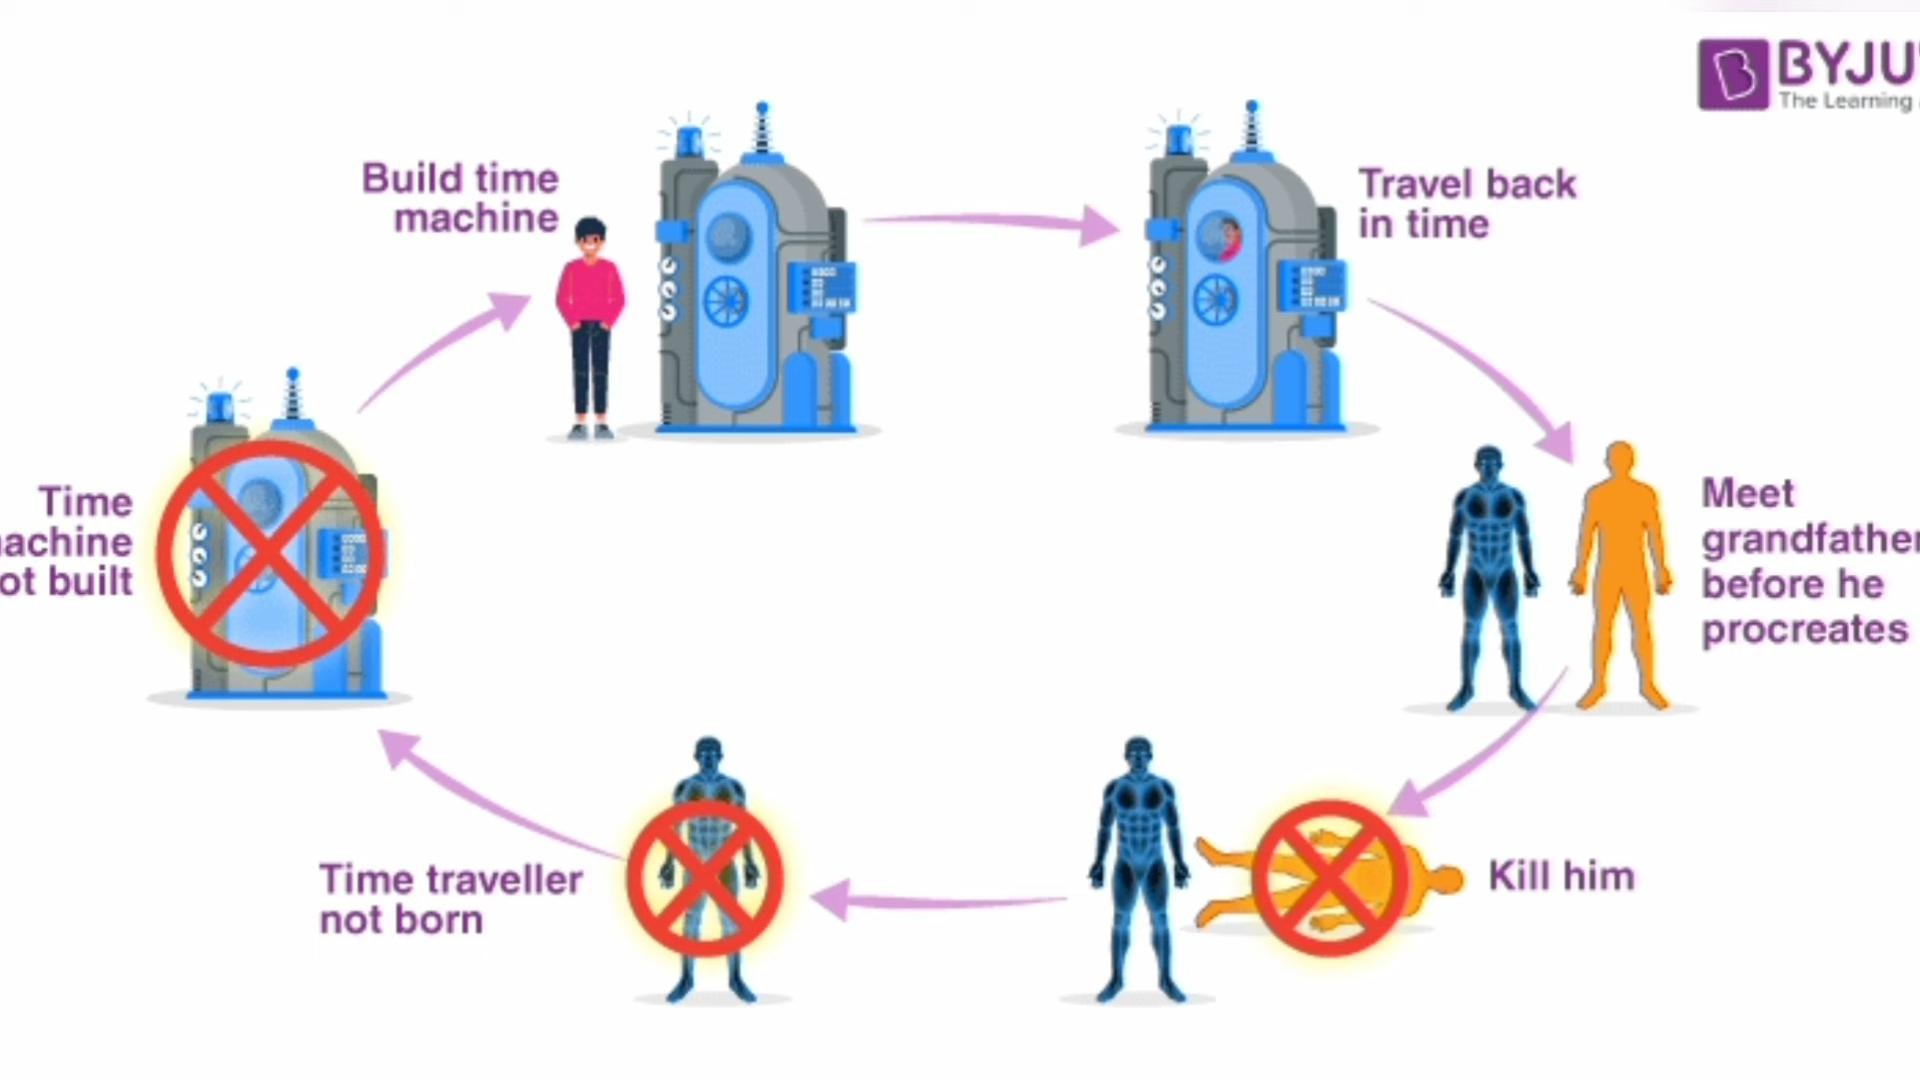 BYJU'
The Learning
Build time
machine
Travel back
in time
Meet
grandfather
before he
procreates
Kill him
Time traveller
not born
Time
achine
ot built